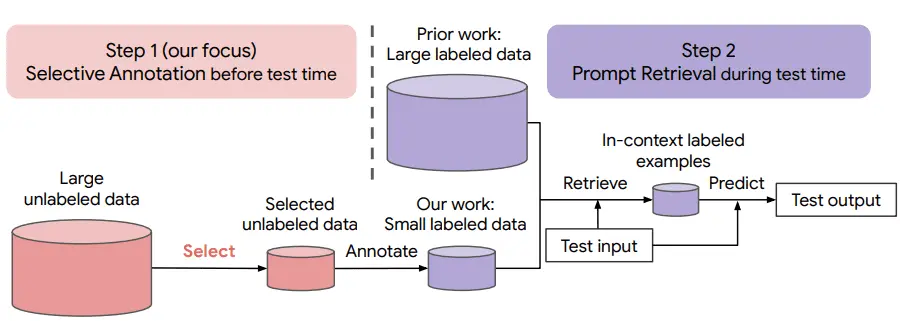 Step 1 (our focus)
Selective Annotation before test time
Prior work:
Large labeled data
Step 2
Prompt Retrieval during test time
In-context labeled
examples
Large
unlabeled data
Selected
unlabeled data
Our work:
Small labeled data
Retrieve
Predict
Test output
Select
Annotate
Test input